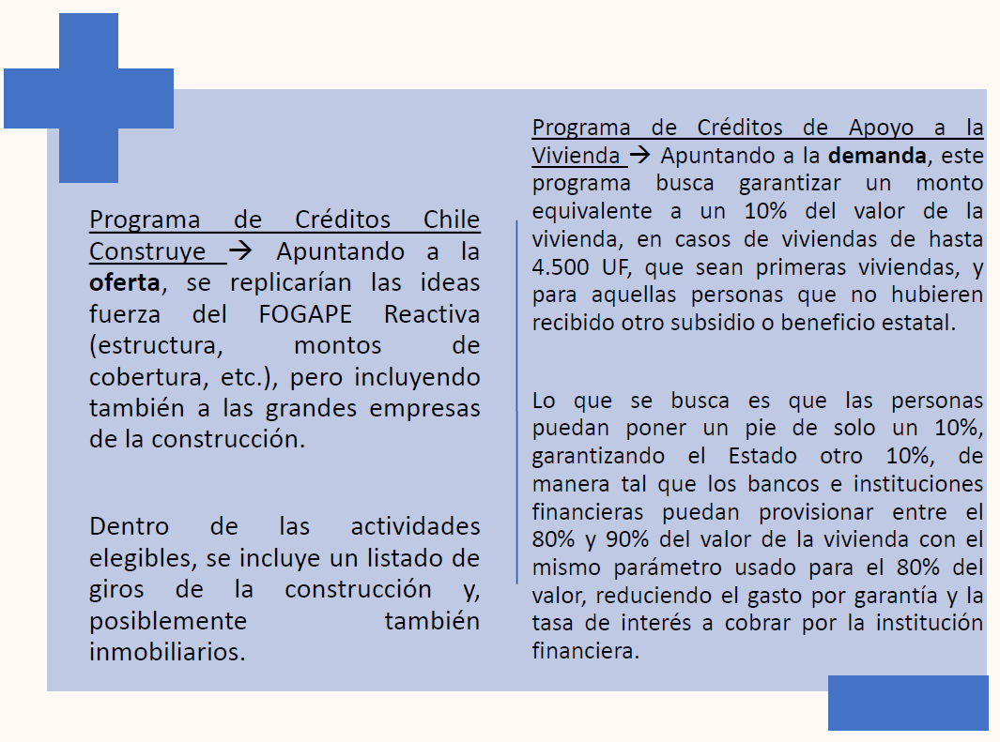 Programa de Créditos Chile
Construye → Apuntando a la
oferta, se replicarían las ideas
fuerza del FOGAPE Reactiva
(estructura, montos de
cobertura, etc.), pero incluyendo
también a las grandes empresas
de la construcción.
Dentro de las actividades
elegibles, se incluye un listado de
giros de la construcción y,
posiblemente también
inmobiliarios.
Programa de Créditos de Apoyo a la
Vivienda → Apuntando a la demanda, este
programa busca garantizar un monto
equivalente a un 10% del valor de la
vivienda, en casos de viviendas de hasta
4.500 UF, que sean primeras viviendas, y
para aquellas personas que no hubieren
recibido otro subsidio o beneficio estatal.
Lo que se busca es que las personas
puedan poner un pie de solo un 10%,
garantizando el Estado otro 10%, de
manera tal que los bancos e instituciones
financieras puedan provisionar entre el
80% y 90% del valor de la vivienda con el
mismo parámetro usado para el 80% del
valor, reduciendo el gasto por garantía y la
tasa de interés a cobrar por la institución
financiera.